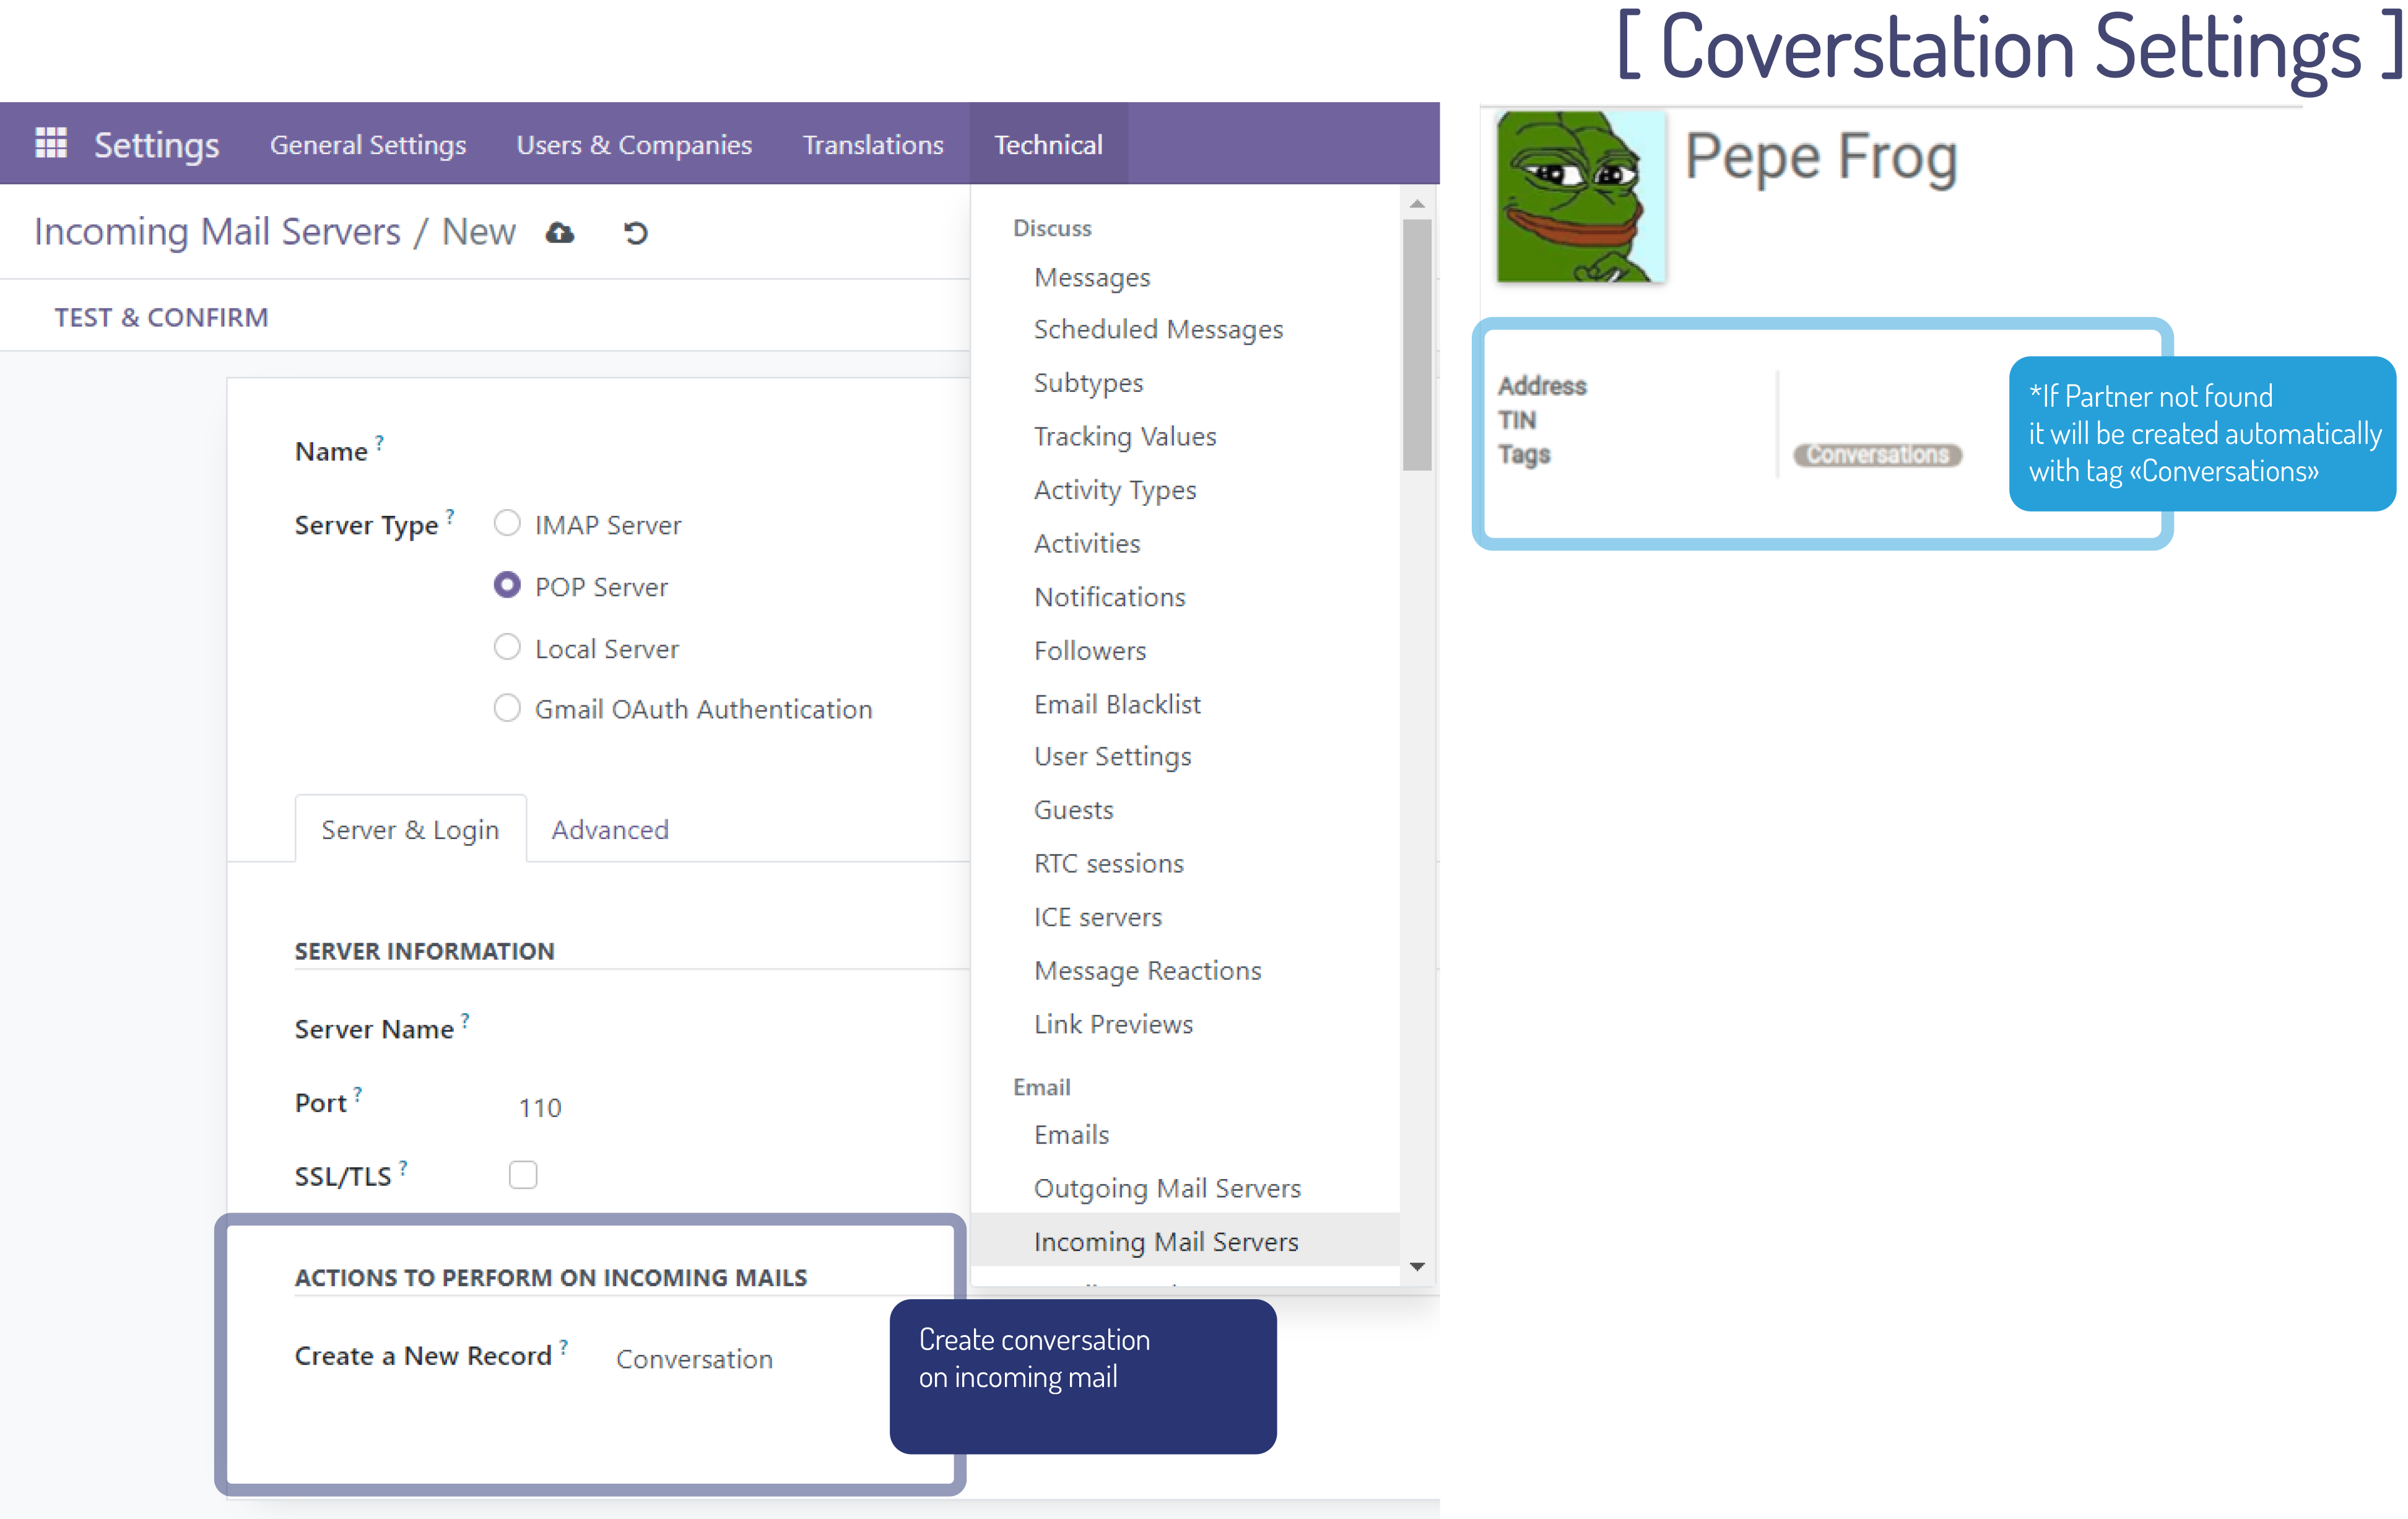 [ Coverstation Settings ]
Settings General Settings Users & Companies Translations Technical
Incoming Mail Servers / New
TEST & CONFIRM
Name ?
Server Type ?
IMAP Server
POP Server
Local Server
Gmail OAuth Authentication
Server & Login Advanced
SERVER INFORMATION
Server Name ?
Port ? 110
SSL/TLS ?
ACTIONS TO PERFORM ON INCOMING MAILS
Create a New Record ? Conversation
Discuss
Messages
Scheduled Messages
Subtypes
Tracking Values
Activity Types
Activities
Notifications
Followers
Email Blacklist
User Settings
Guests
RTC sessions
ICE servers
Message Reactions
Link Previews
Email
Emails
Outgoing Mail Servers
Incoming Mail Servers
Create conversation
on incoming mail
Pepe Frog
Address
TIN
Tags Conversations
*If Partner not found
it will be created automatically
with tag «Conversations»